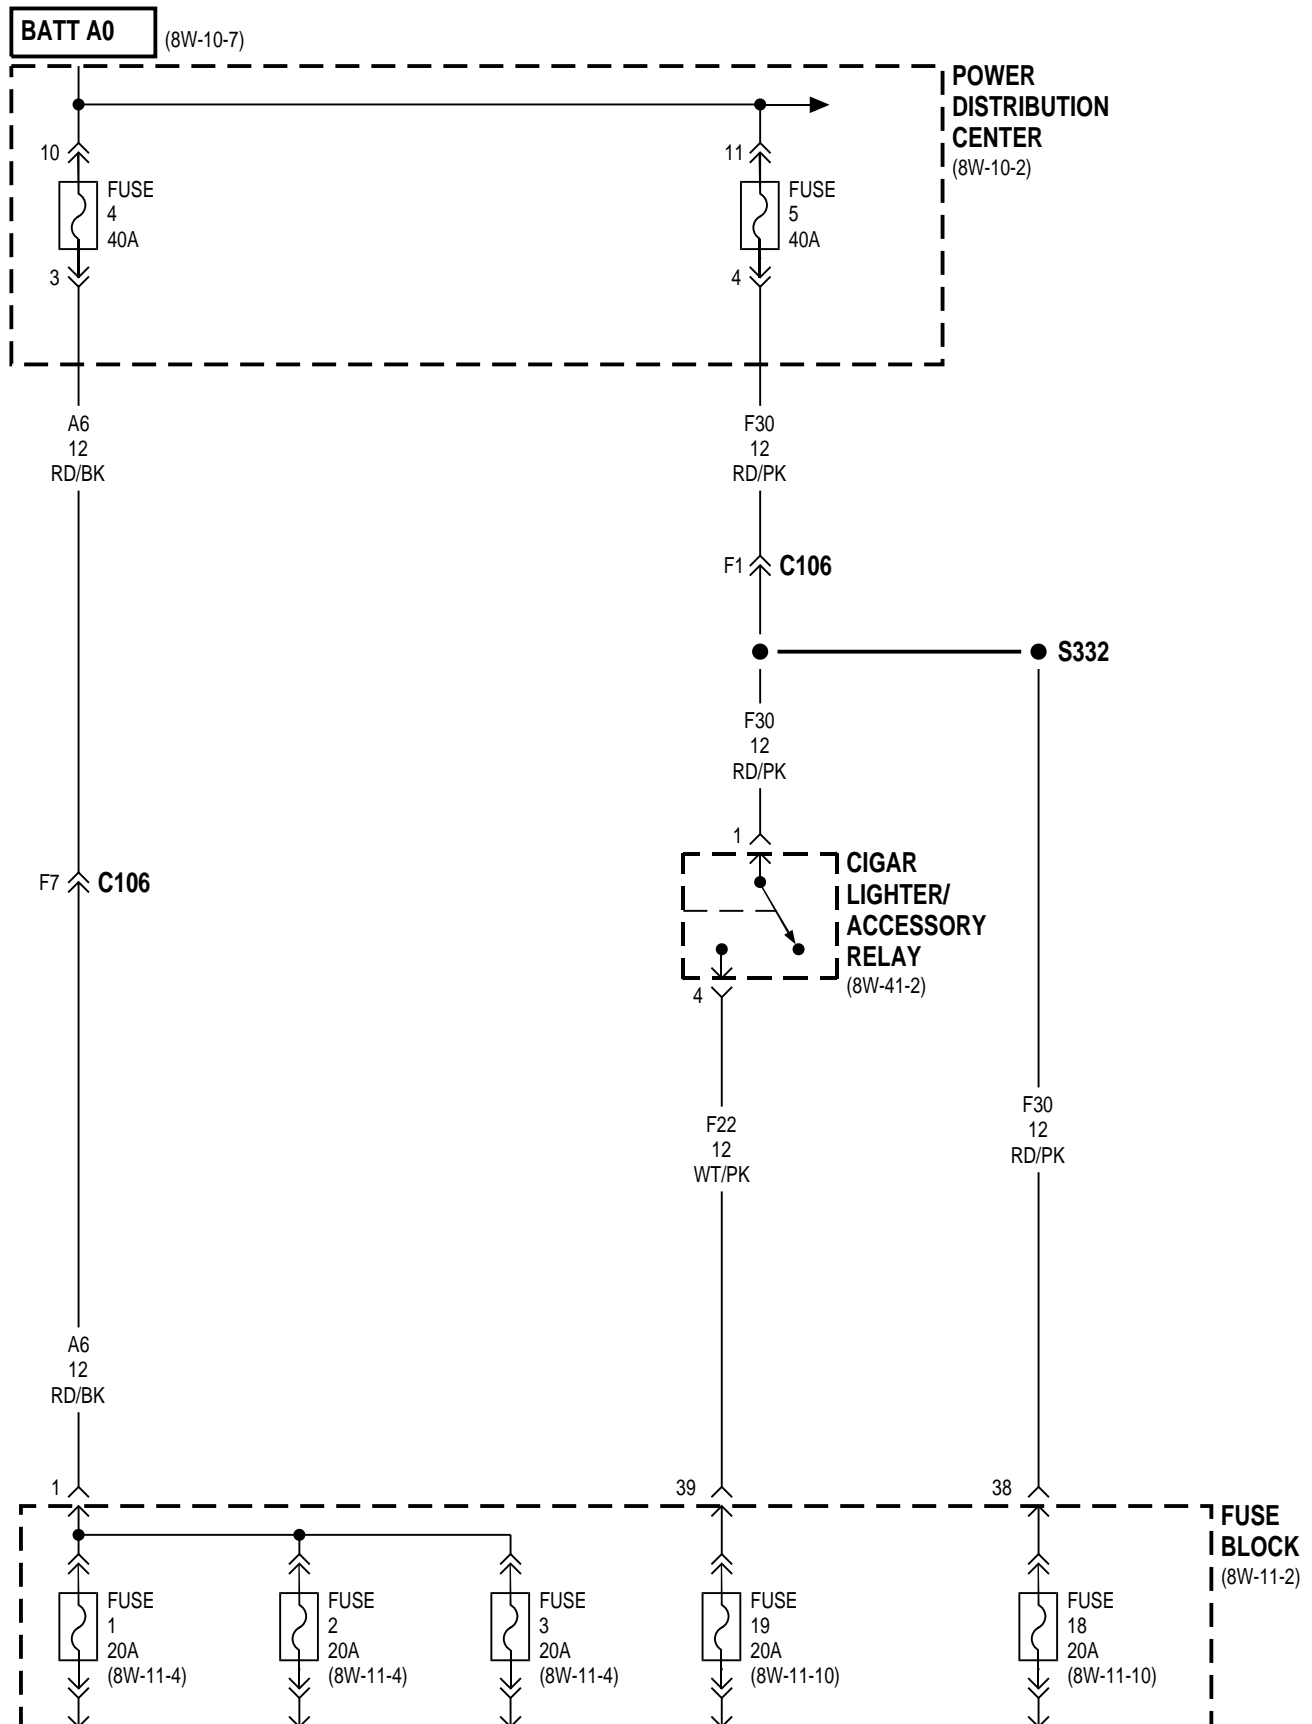 BATT A0
(8W-10-7)
POWER
DISTRIBUTION
CENTER
(8W-10-2)
10
FUSE
4
40A
3
11
FUSE
5
40A
4
A6
12
RD/BK
F30
12
RD/PK
F1
C106
S332
F30
12
RD/PK
1
CIGAR
LIGHTER/
ACCESSORY
RELAY
(8W-41-2)
4
F7
C106
F22
12
WT/PK
F30
12
RD/PK
A6
12
RD/BK
1
39
38
FUSE
BLOCK
(8W-11-2)
FUSE
1
20A
(8W-11-4)
FUSE
2
20A
(8W-11-4)
FUSE
3
20A
(8W-11-4)
FUSE
19
20A
(8W-11-10)
FUSE
18
20A
(8W-11-10)